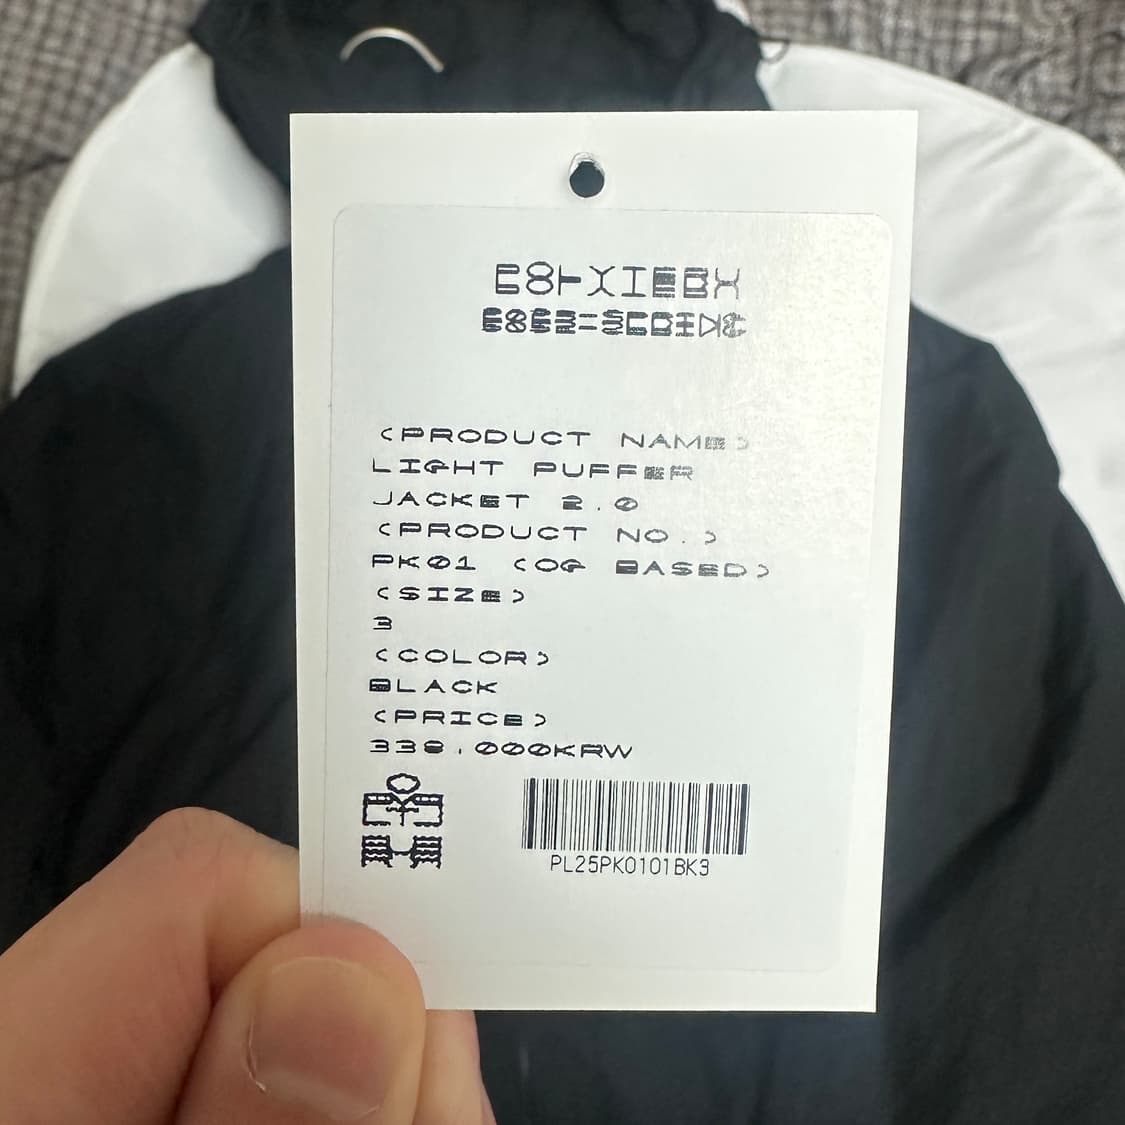 <PRODUCT NAME>
LIGHT PUFFER
JACKET 2.0
<PRODUCT NO.>
PK01 (OG BASED)
<SIZE>
3
<COLOR>
BLACK
<PRICE>
338.000KRW
PL25PK0101BK3